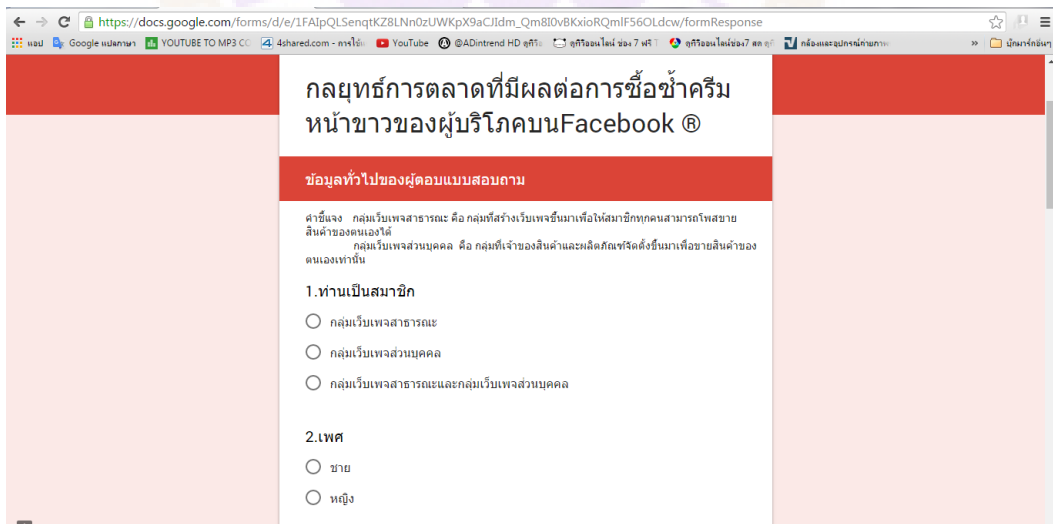 https://docs.google.com/forms/d/e/1FAIpQLSenqtKZ8LNn0zUWKpX9aCJIdm_Qm8I0vBKxioRQmIF56OLdcw/formResponse
แอป Google แปลภาษา YOUTUBE TO MP3 CO 4shared.com - การใช้ YouTube @ADintrend HD ดูทีวี ดูทีวีออนไลน์ ช่อง 7 ฟรี ดูทีวีออนไลน์ช่อง7 สด กล้องและอุปกรณ์ถ่ายภาพ » บุ๊กมาร์กอื่นๆ
กลยุทธ์การตลาดที่มีผลต่อการซื้อซ้ำครีม
หน้าขาวของผู้บริโภคบนFacebook ®
ข้อมูลทั่วไปของผู้ตอบแบบสอบถาม
คำชี้แจง กลุ่มเว็บเพจสาธารณะ คือ กลุ่มที่สร้างเว็บเพจขึ้นมาเพื่อให้สมาชิกทุกคนสามารถโพสขาย
สินค้าของตนเองได้
กลุ่มเว็บเพจส่วนบุคคล คือ กลุ่มที่เจ้าของสินค้าและผลิตภัณฑ์จัดตั้งขึ้นมาเพื่อขายสินค้าของ
ตนเองเท่านั้น
1.ท่านเป็นสมาชิก
กลุ่มเว็บเพจสาธารณะ
กลุ่มเว็บเพจส่วนบุคคล
กลุ่มเว็บเพจสาธารณะและกลุ่มเว็บเพจส่วนบุคคล
2.เพศ
ชาย
หญิง